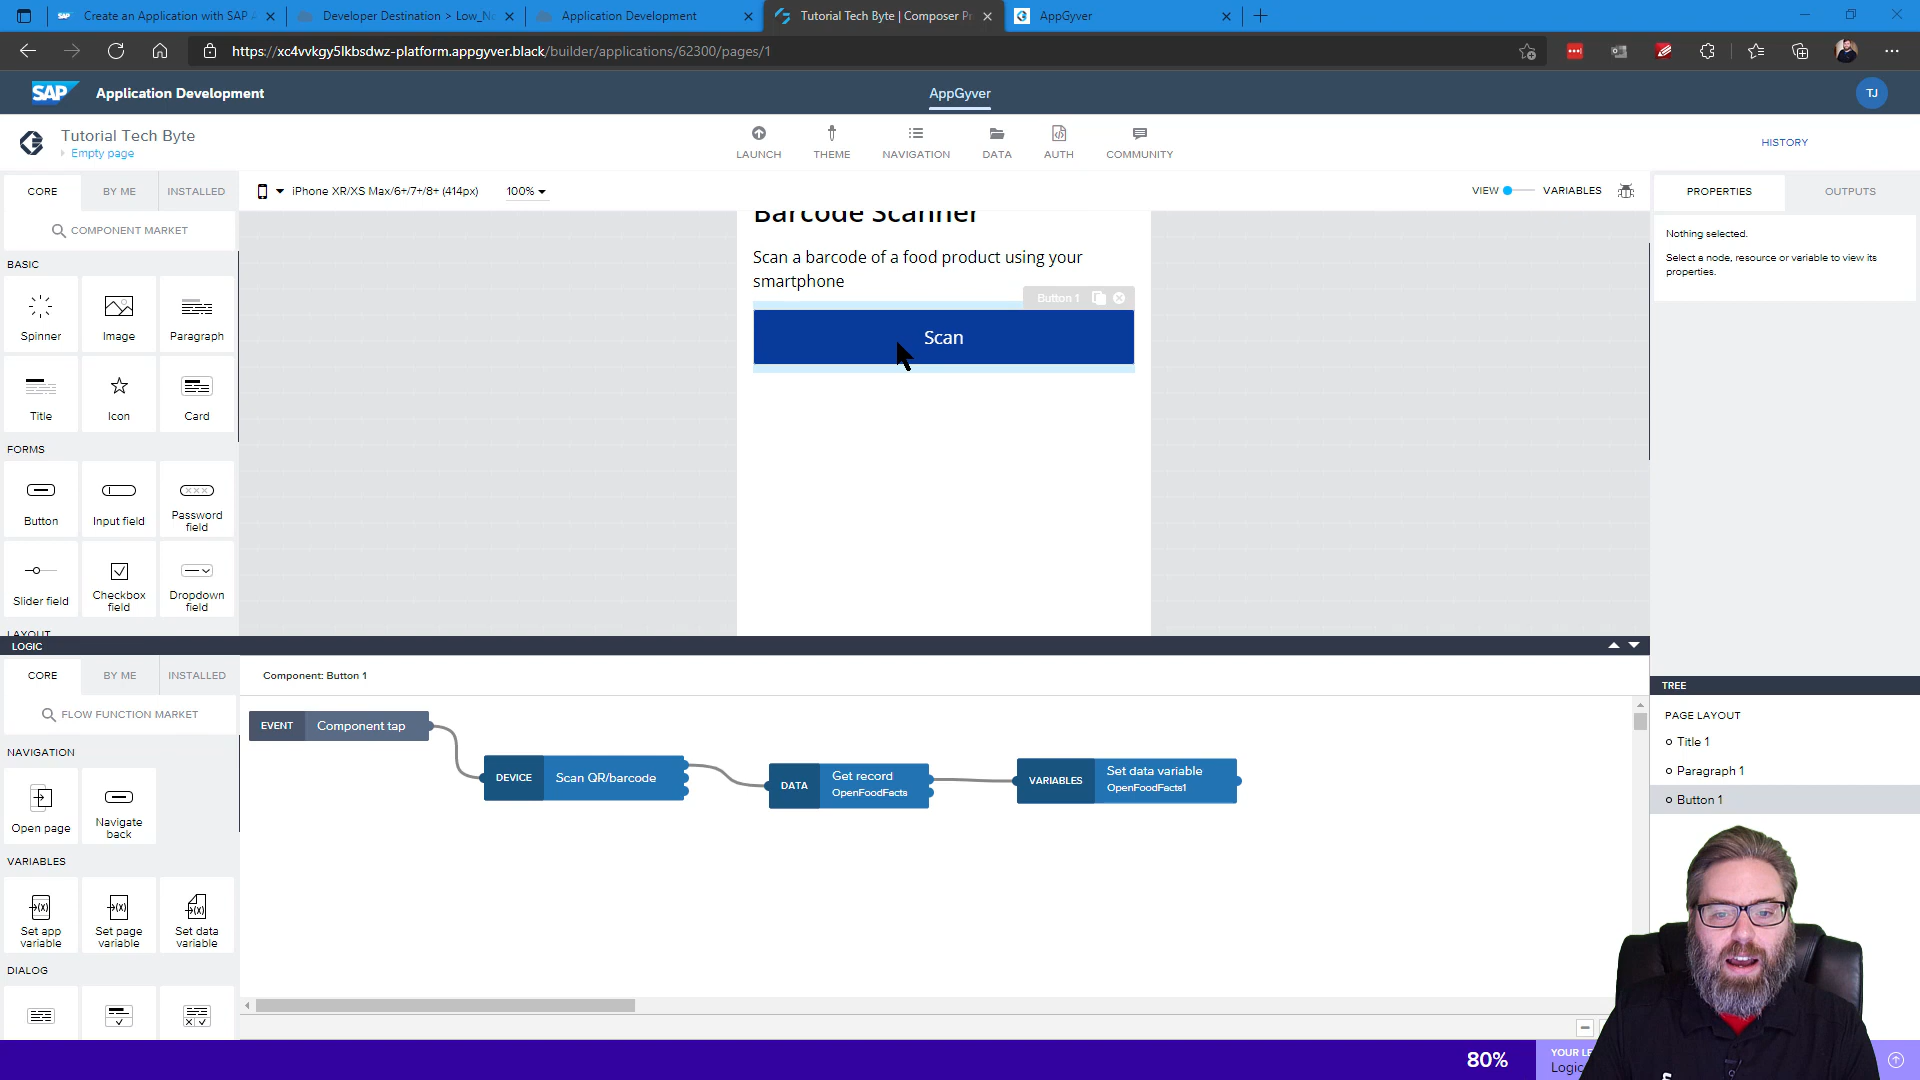 Create an Application with SAP A
Developer Destination > Low_No
Application Development
Tutorial Tech Byte | Composer Pr
AppGyver
https://xc4vvkgy5lkbsdwz-platform.appgyver.black/builder/applications/62300/pages/1
SAP
Application Development
AppGyver
TJ
Tutorial Tech Byte
Empty page
LAUNCH
THEME
NAVIGATION
DATA
AUTH
COMMUNITY
HISTORY
CORE
BY ME
INSTALLED
iPhone XR/XS Max/6+/7+/8+ (414px)
100%
VIEW
VARIABLES
PROPERTIES
OUTPUTS
COMPONENT MARKET
Nothing selected.
Select a node, resource or variable to view its
properties.
BASIC
Spinner
Image
Paragraph
Title
Icon
Card
FORMS
Button
Input field
Password
field
Slider field
Checkbox
field
Dropdown
field
LAYOUT
Barcode Scanner
Scan a barcode of a food product using your
smartphone
Button 1
Scan
LOGIC
CORE
BY ME
INSTALLED
Component: Button 1
FLOW FUNCTION MARKET
NAVIGATION
Open page
Navigate
back
VARIABLES
Set app
variable
Set page
variable
Set data
variable
DIALOG
EVENT
Component tap
DEVICE
Scan QR/barcode
DATA
Get record
OpenFoodFacts
VARIABLES
Set data variable
OpenFoodFacts1
TREE
PAGE LAYOUT
Title 1
Paragraph 1
Button 1
80%
YOUR LE
Logic